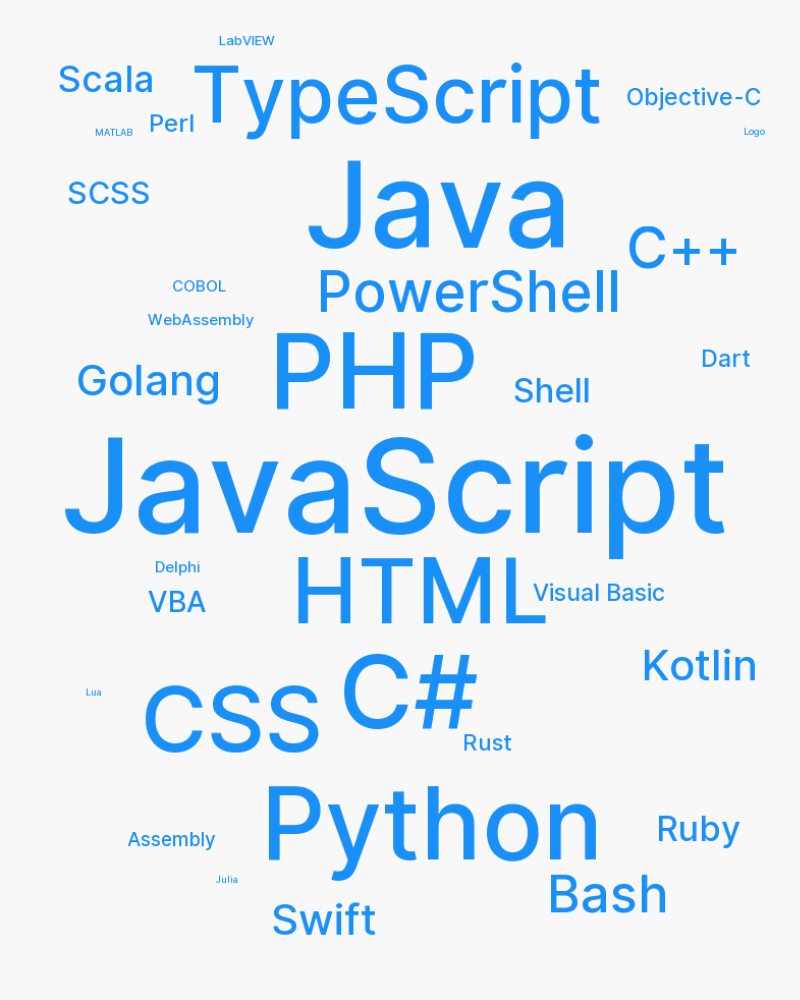 LabVIEW
Scala
TypeScript
Objective-C
Perl
MATLAB
Logo
SCSS
Java
C++
COBOL
PowerShell
WebAssembly
PHP
Dart
Golang
Shell
JavaScript
Delphi
HTML
Visual Basic
VBA
Kotlin
Lua
C#
CSS
Rust
Python
Ruby
Assembly
Julia
Bash
Swift